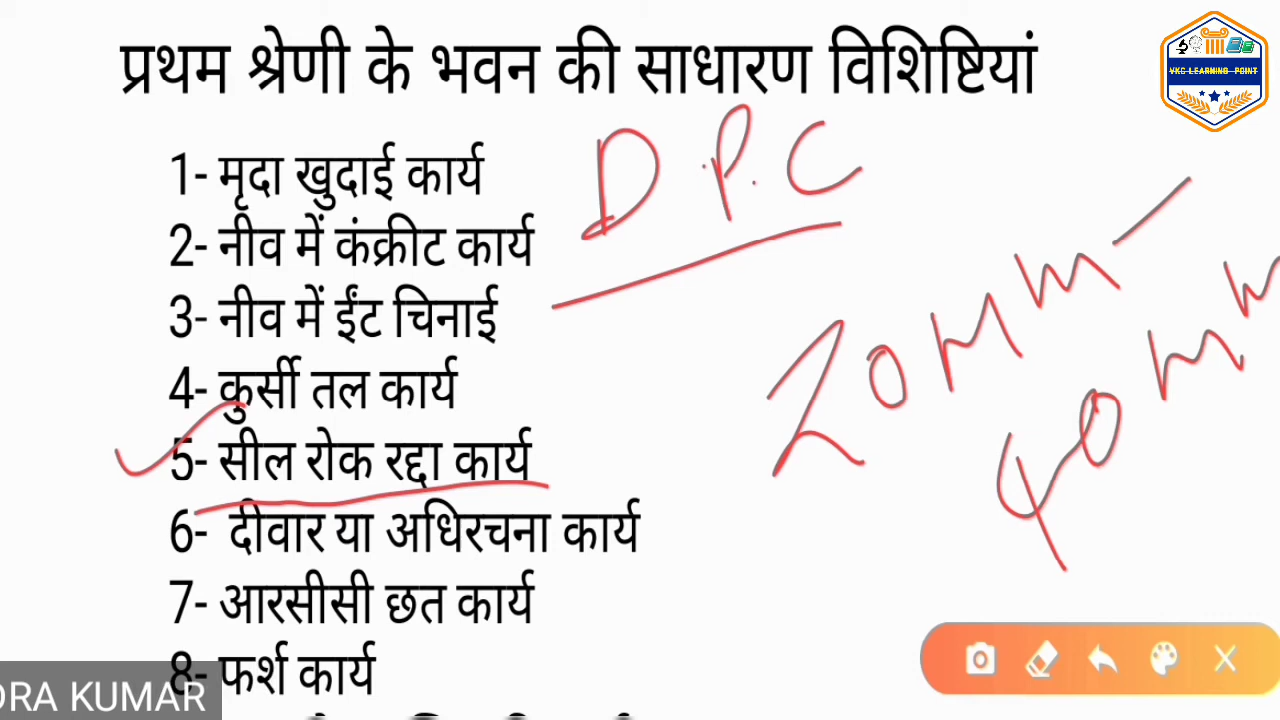 प्रथम श्रेणी के भवन की साधारण विशिष्टियां
VKC LEARNING POINT
1- मृदा खुदाई कार्य
D.P.C
2- नीव में कंक्रीट कार्य
20mm-
3- नीव में ईंट चिनाई
40mm
4- कुर्सी तल कार्य
5- सील रोक रद्दा कार्य
6- दीवार या अधिरचना कार्य
7- आरसीसी छत कार्य
8- फर्श कार्य
DRA KUMAR